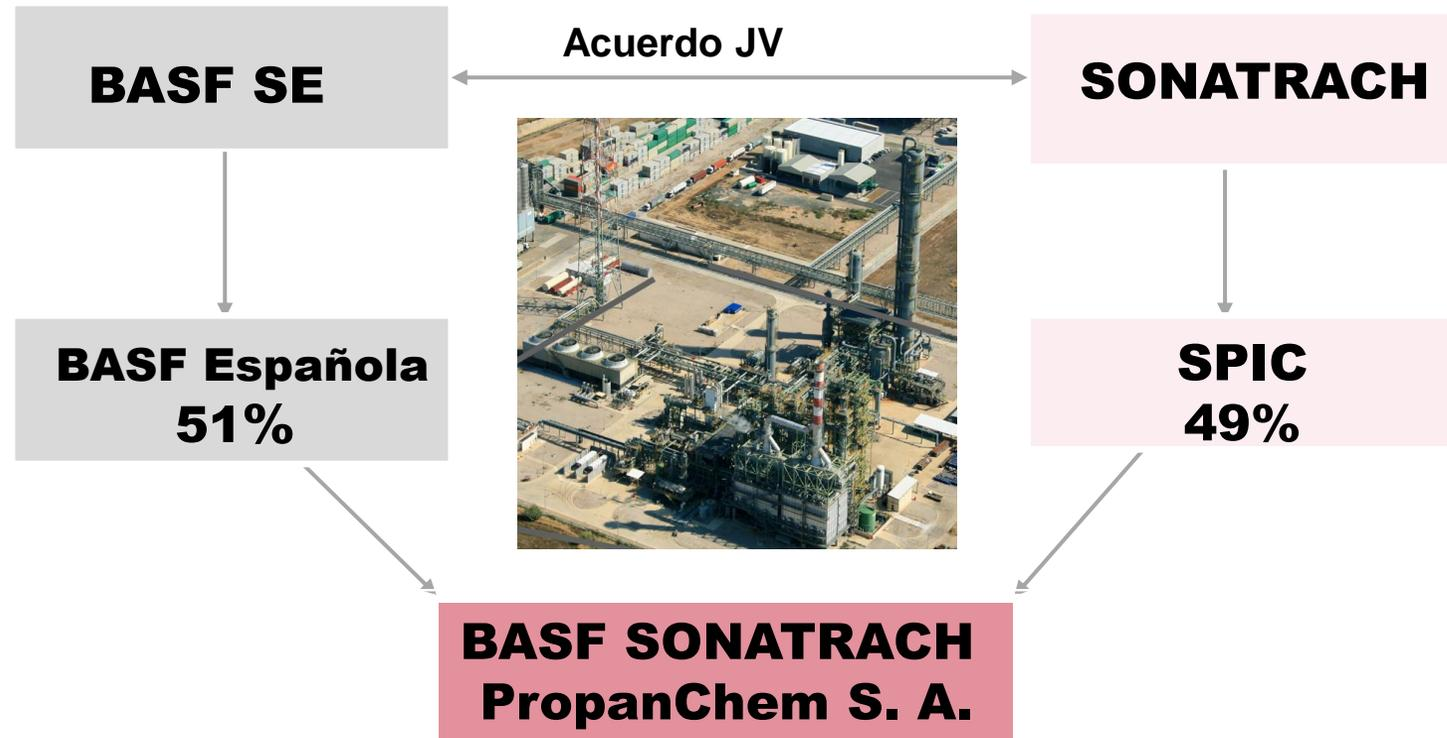 Acuerdo JV
BASF SE
SONATRACH
BASF Española
51%
SPIC
49%
BASF SONATRACH
PropanChem S. A.